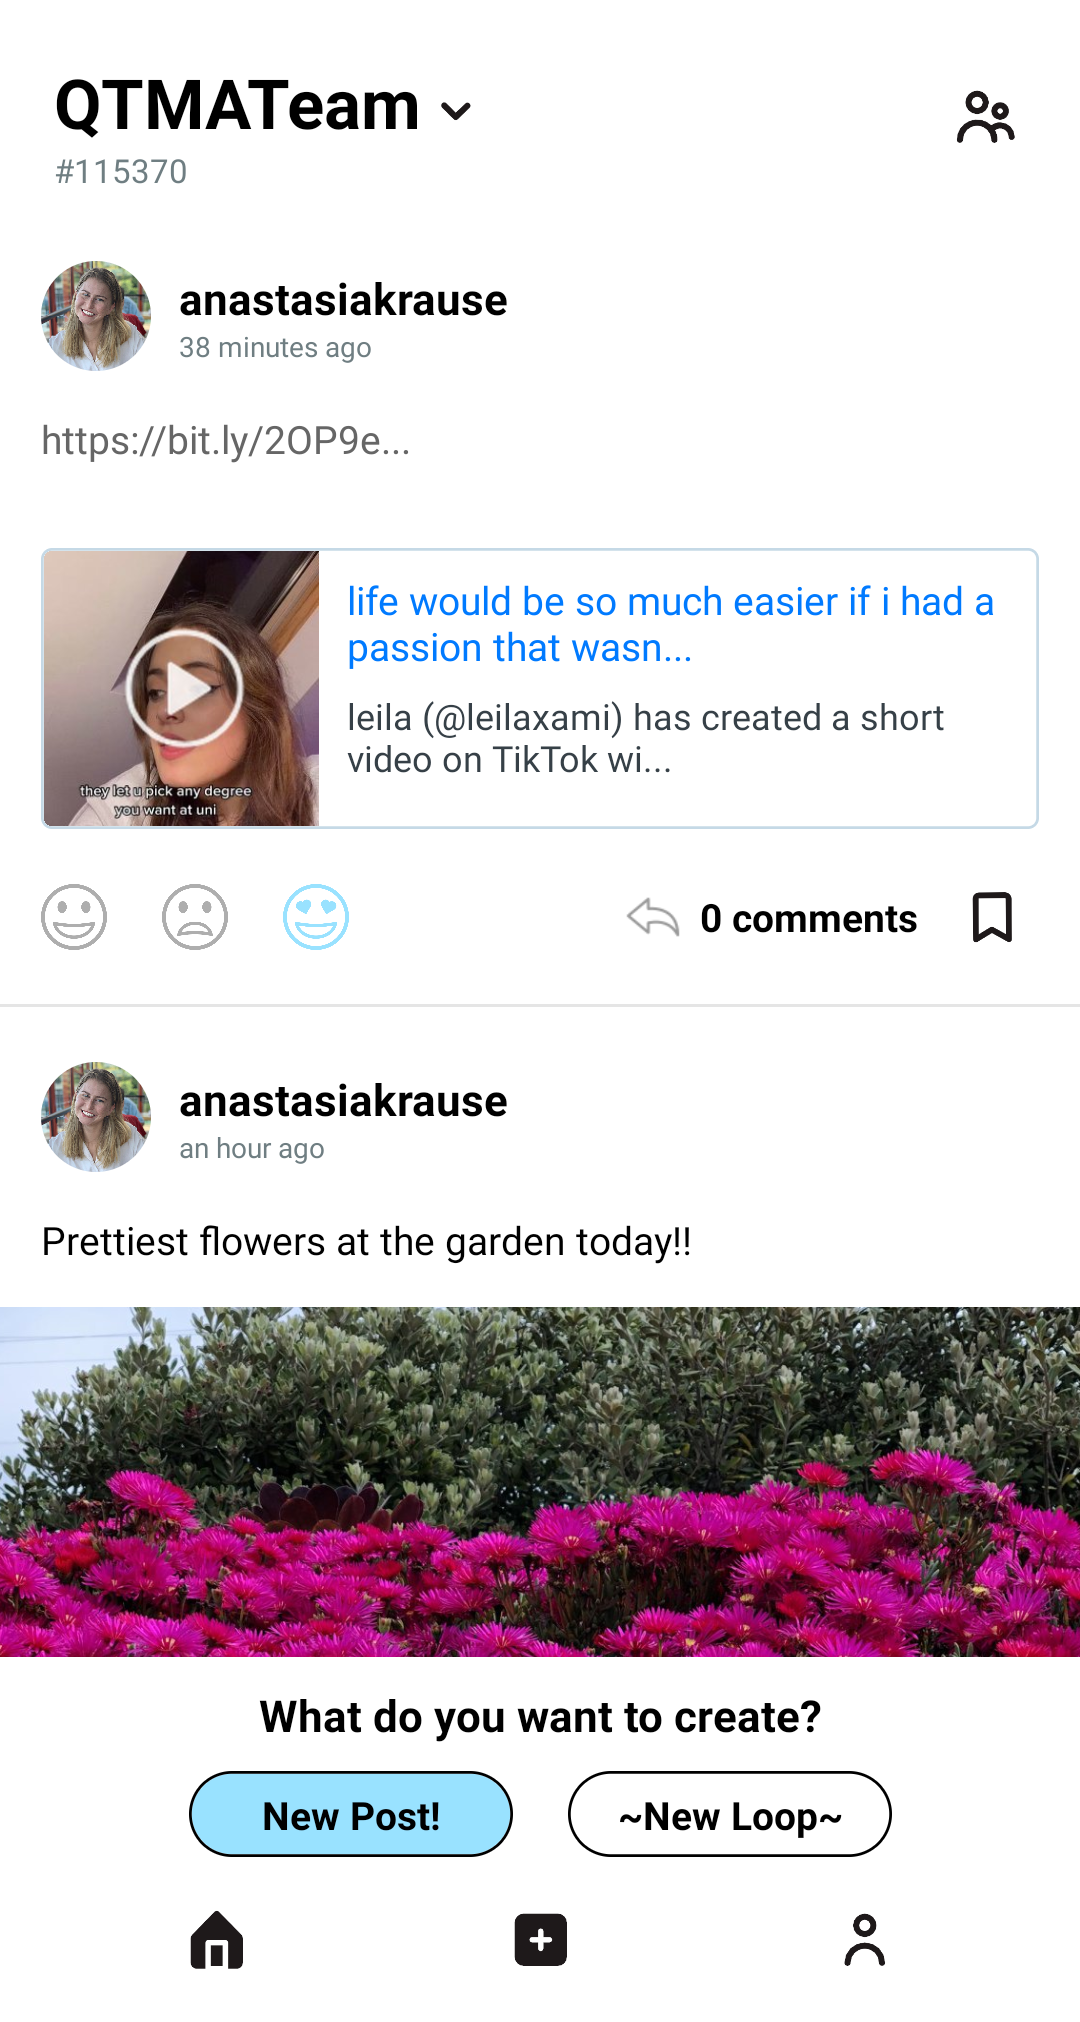 QTMATeam
#115370
anastasiakrause
38 minutes ago
https://bit.ly/2OP9e...
life would be so much easier if i had a
passion that wasn...
leila (@leilaxami) has created a short
video on TikTok wi...
they let u pick any degree
you want at uni
0 comments
anastasiakrause
an hour ago
Prettiest flowers at the garden today!!
What do you want to create?
New Post!
~New Loop~